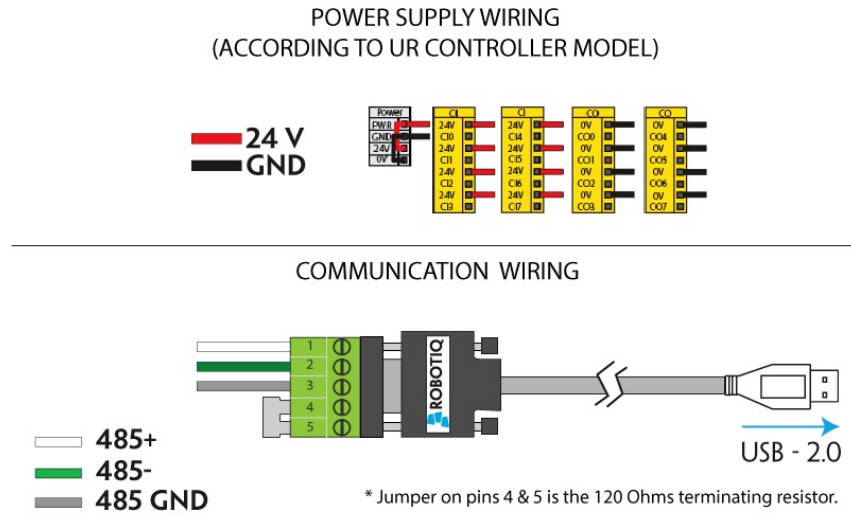 POWER SUPPLY WIRING
(ACCORDING TO UR CONTROLLER MODEL)
24 V
GND
Power
PWR
GND
24V
0V
CI
24V
CI0
24V
CI1
24V
CI2
24V
CI3
CI
24V
CI4
24V
CI5
24V
CI6
24V
CI7
CO
0V
CO0
0V
CO1
0V
CO2
0V
CO3
CO
0V
CO4
0V
CO5
0V
CO6
0V
CO7
COMMUNICATION WIRING
1
2
3
4
5
ROBOTIQ
USB - 2.0
485+
485-
485 GND
* Jumper on pins 4 & 5 is the 120 Ohms terminating resistor.